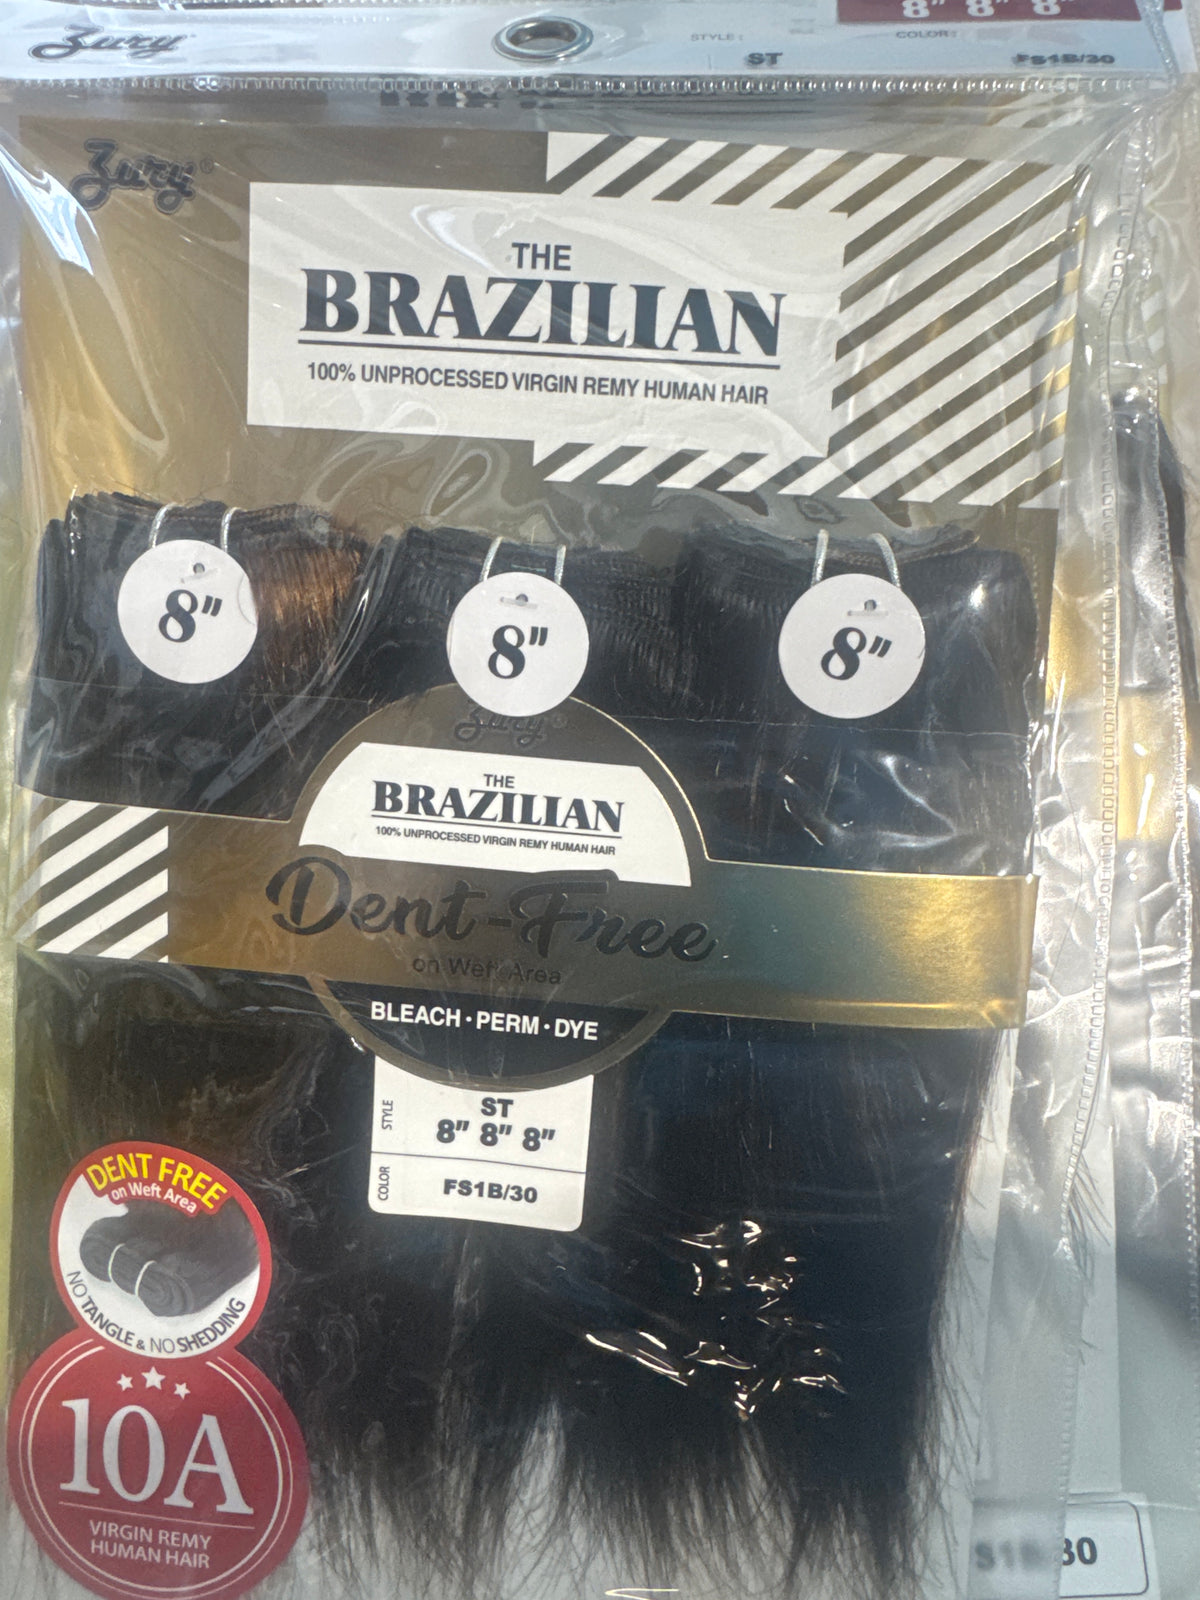 Zury
8" 8" 8"
STYLE :
COLOR :
ST
FS1B/30
Zury®
THE
BRAZILIAN
100% UNPROCESSED VIRGIN REMY HUMAN HAIR
8"
8"
8"
Zury®
THE
BRAZILIAN
100% UNPROCESSED VIRGIN REMY HUMAN HAIR
Dent-Free
on Weft Area
BLEACH · PERM · DYE
STYLE
ST
8" 8" 8"
COLOR
FS1B/30
DENT FREE
on Weft Area
NO TANGLE & NO SHEDDING
10A
VIRGIN REMY
HUMAN HAIR